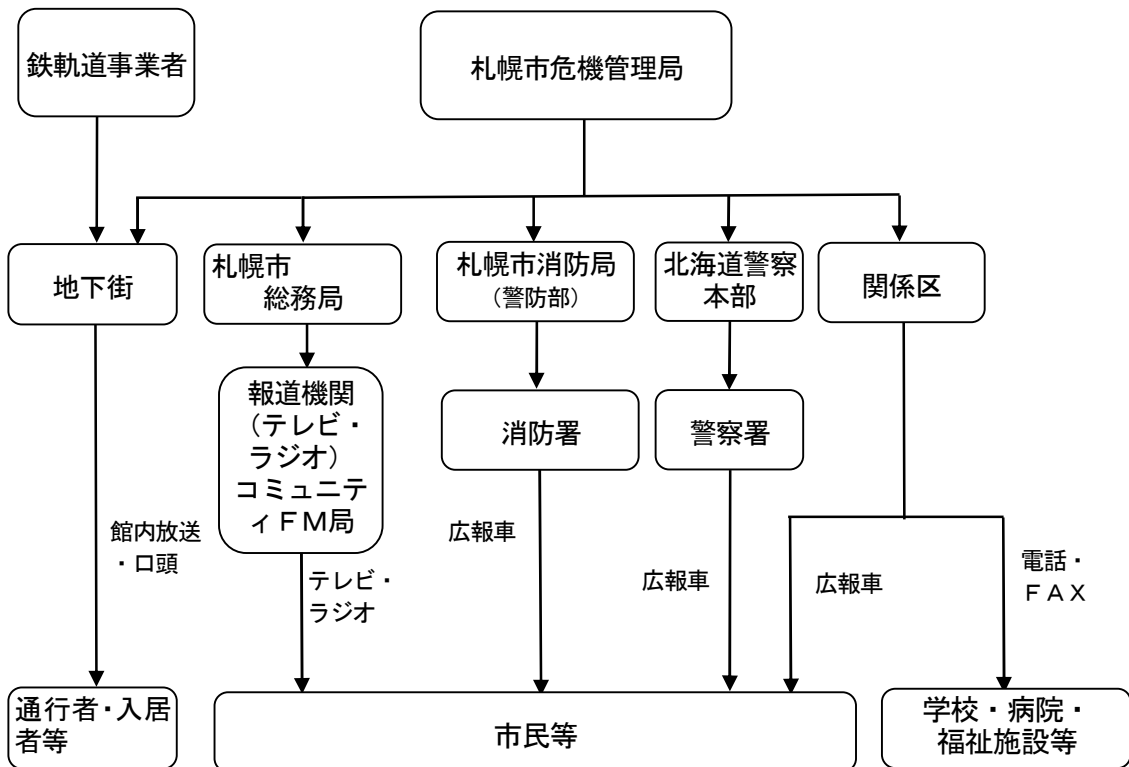 鉄軌道事業者
札幌市危機管理局
地下街
札幌市
総務局
札幌市消防局
（警防部）
北海道警察
本部
関係区
報道機関
（テレビ・
ラジオ）
コミュニテ
ィＦＭ局
消防署
警察署
館内放送
・口頭
テレビ・
ラジオ
広報車
広報車
広報車
電話・
ＦＡＸ
通行者・入居
者等
市民等
学校・病院・
福祉施設等